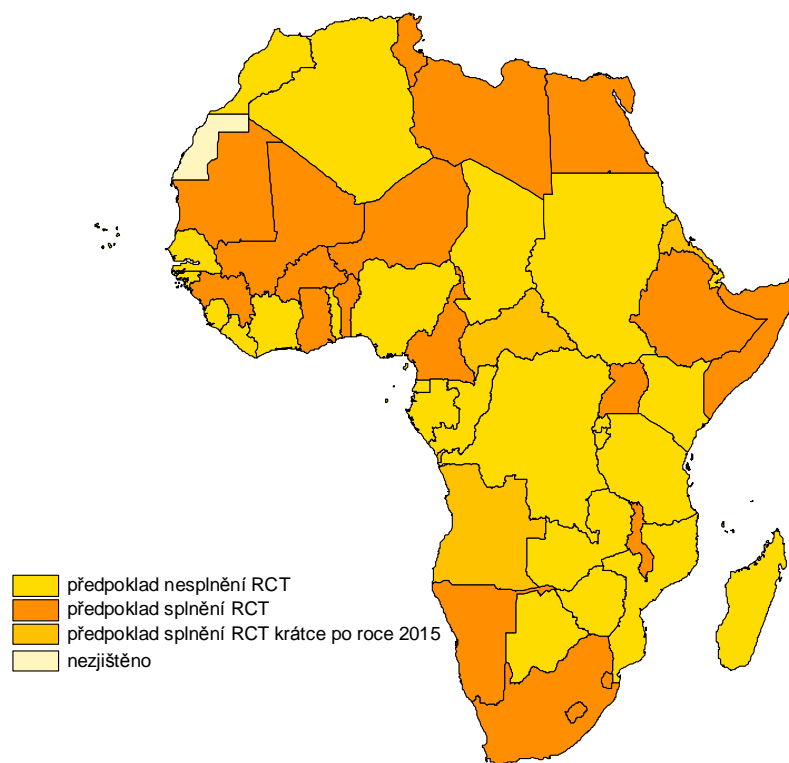 předpoklad nesplnění RCT
předpoklad splnění RCT
předpoklad splnění RCT krátce po roce 2015
nezjištěno